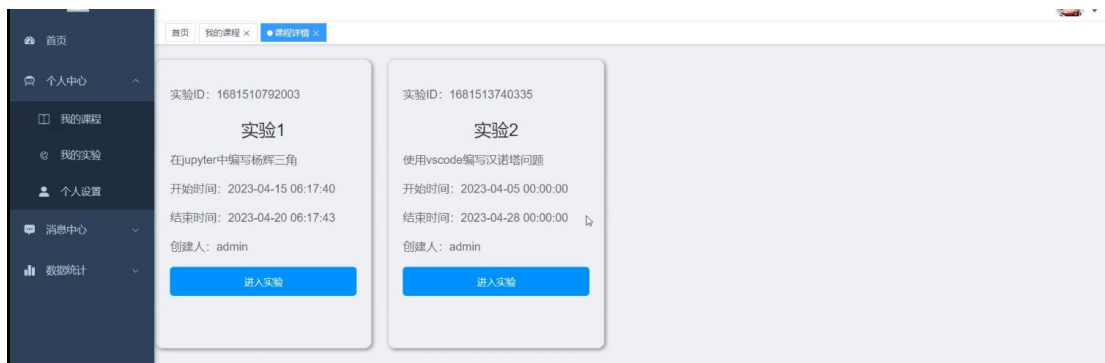 首页
个人中心
我的课程
我的实验
个人设置
消息中心
数据统计
首页 我的课程 × 课程详情 ×
实验ID：1681510792003
实验1
在jupyter中编写杨辉三角
开始时间：2023-04-15 06:17:40
结束时间：2023-04-20 06:17:43
创建人：admin
进入实验
实验ID：1681513740335
实验2
使用vscode编写汉诺塔问题
开始时间：2023-04-05 00:00:00
结束时间：2023-04-28 00:00:00
创建人：admin
进入实验